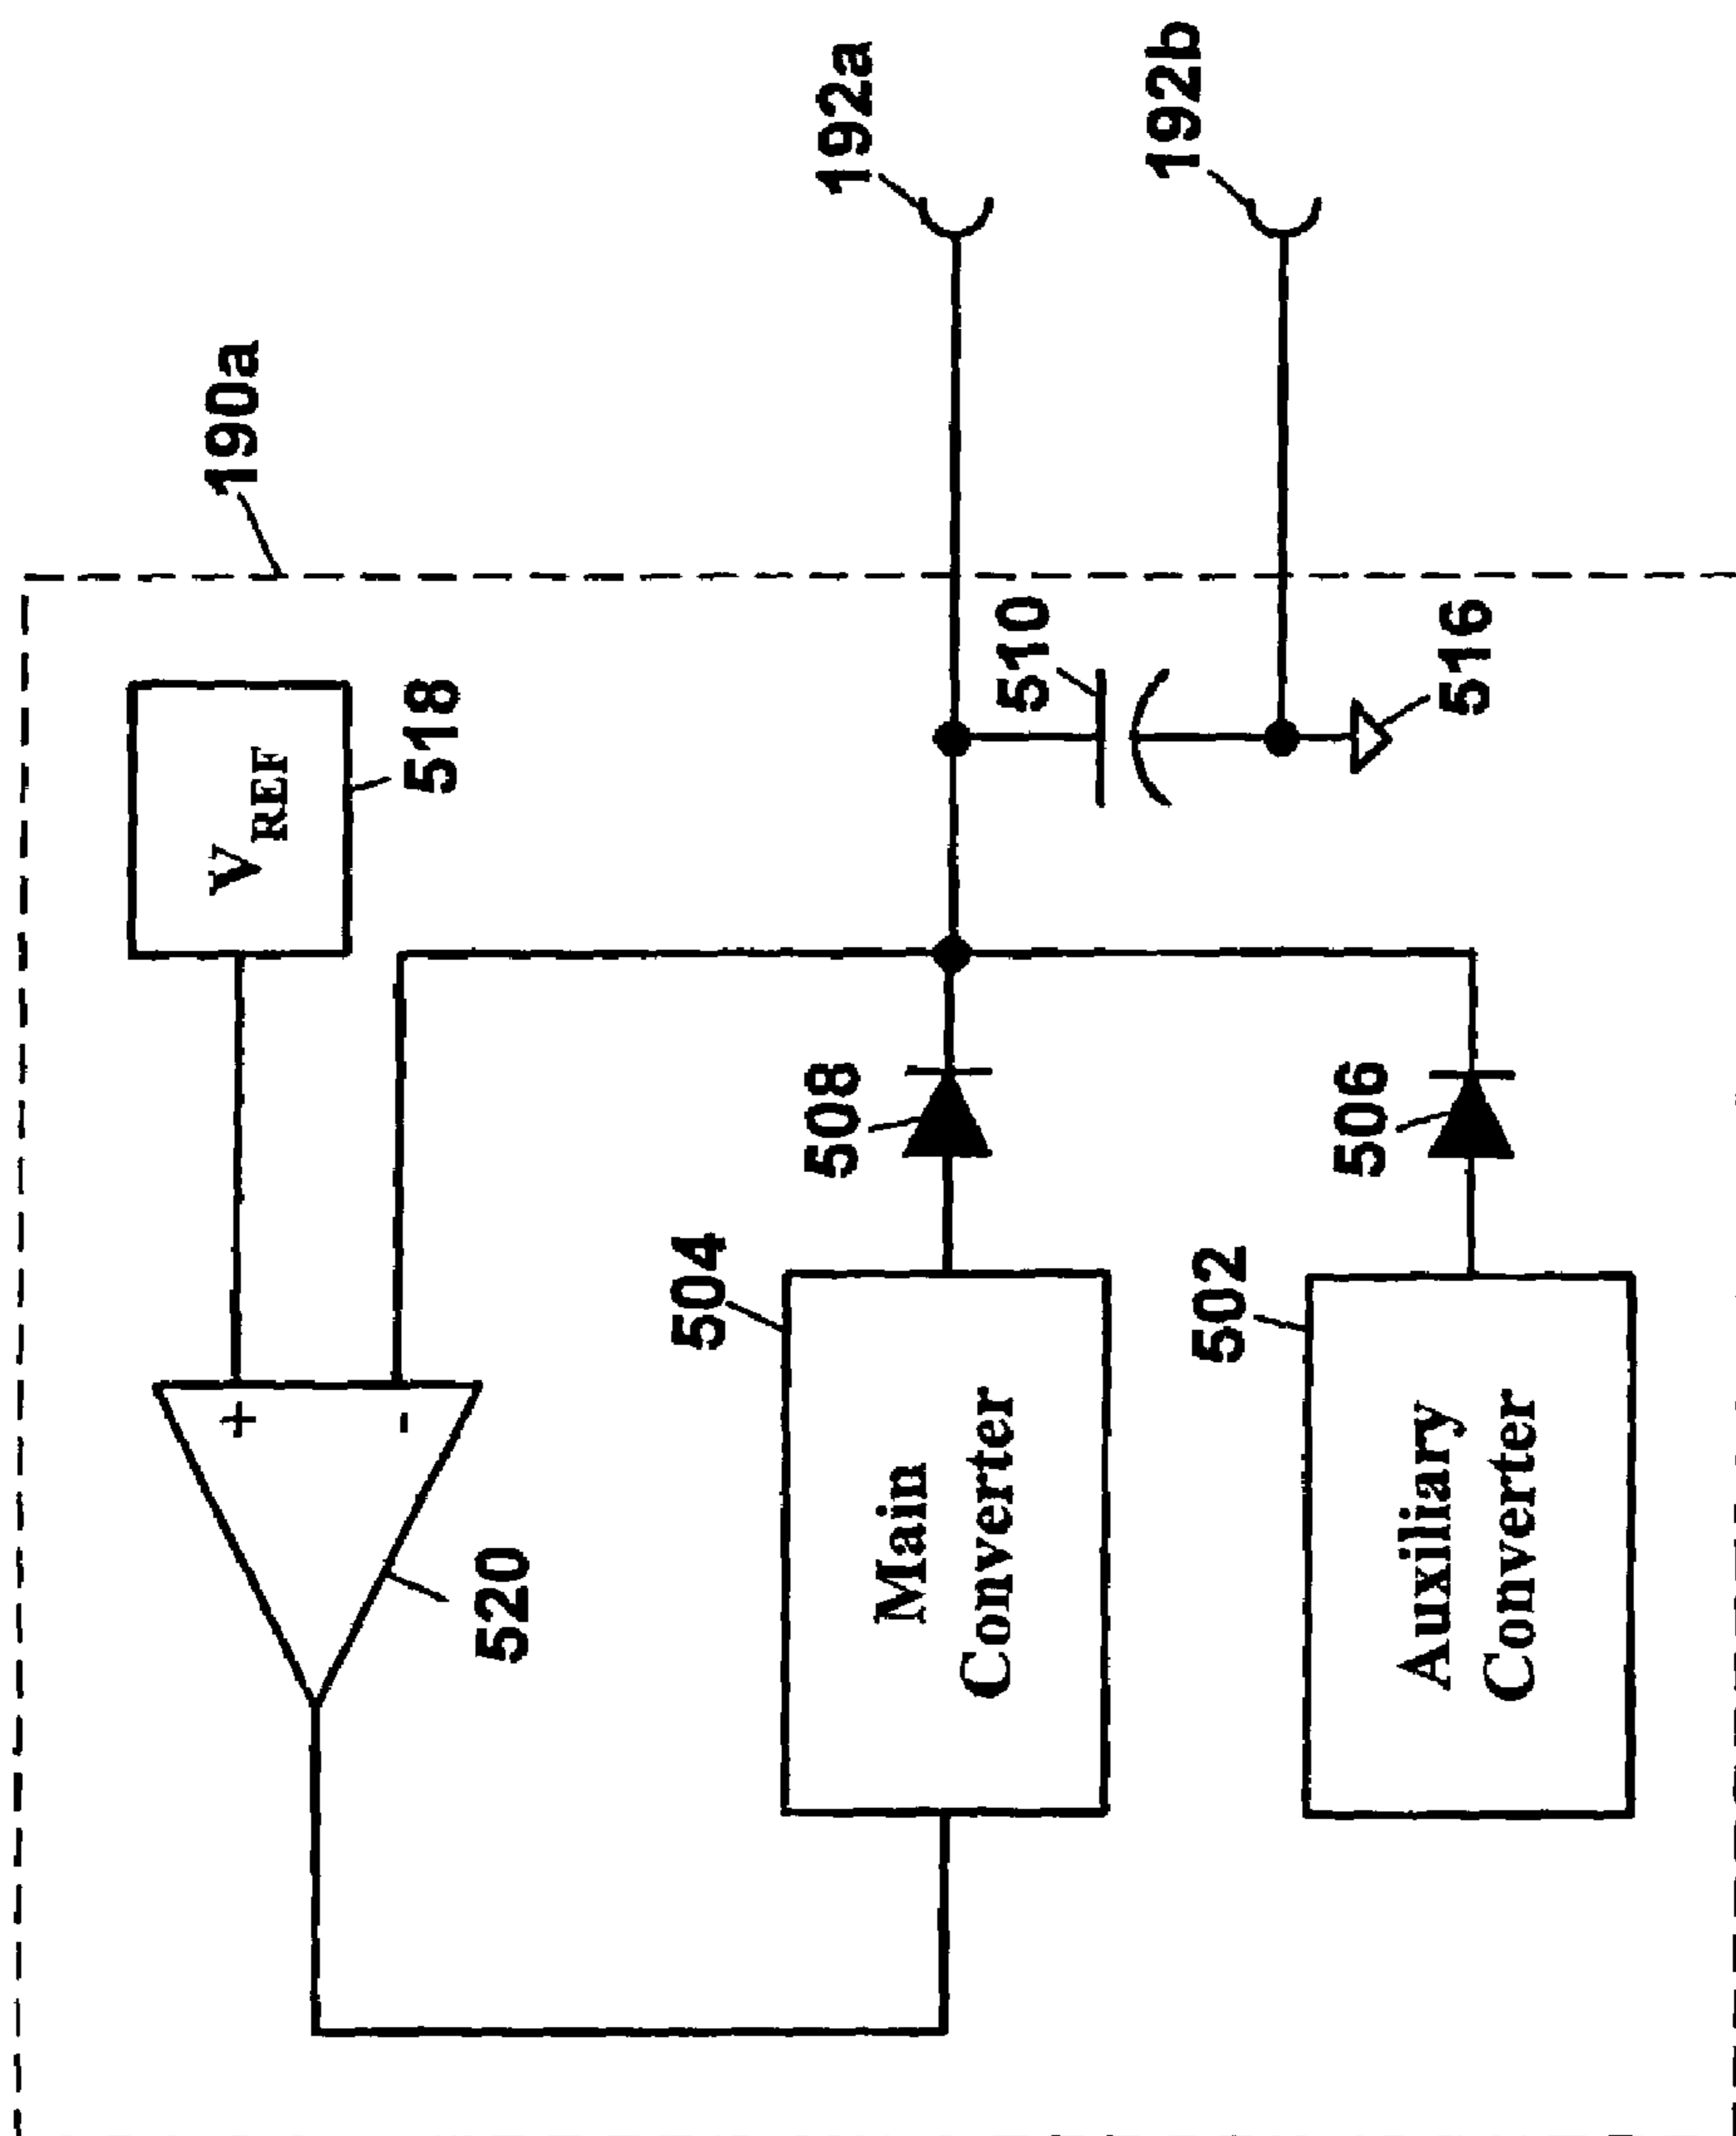 190a
V_REF
518
192a
192b
510
516
520
508
506
504
502
+
-
Main
Converter
Auxiliary
Converter